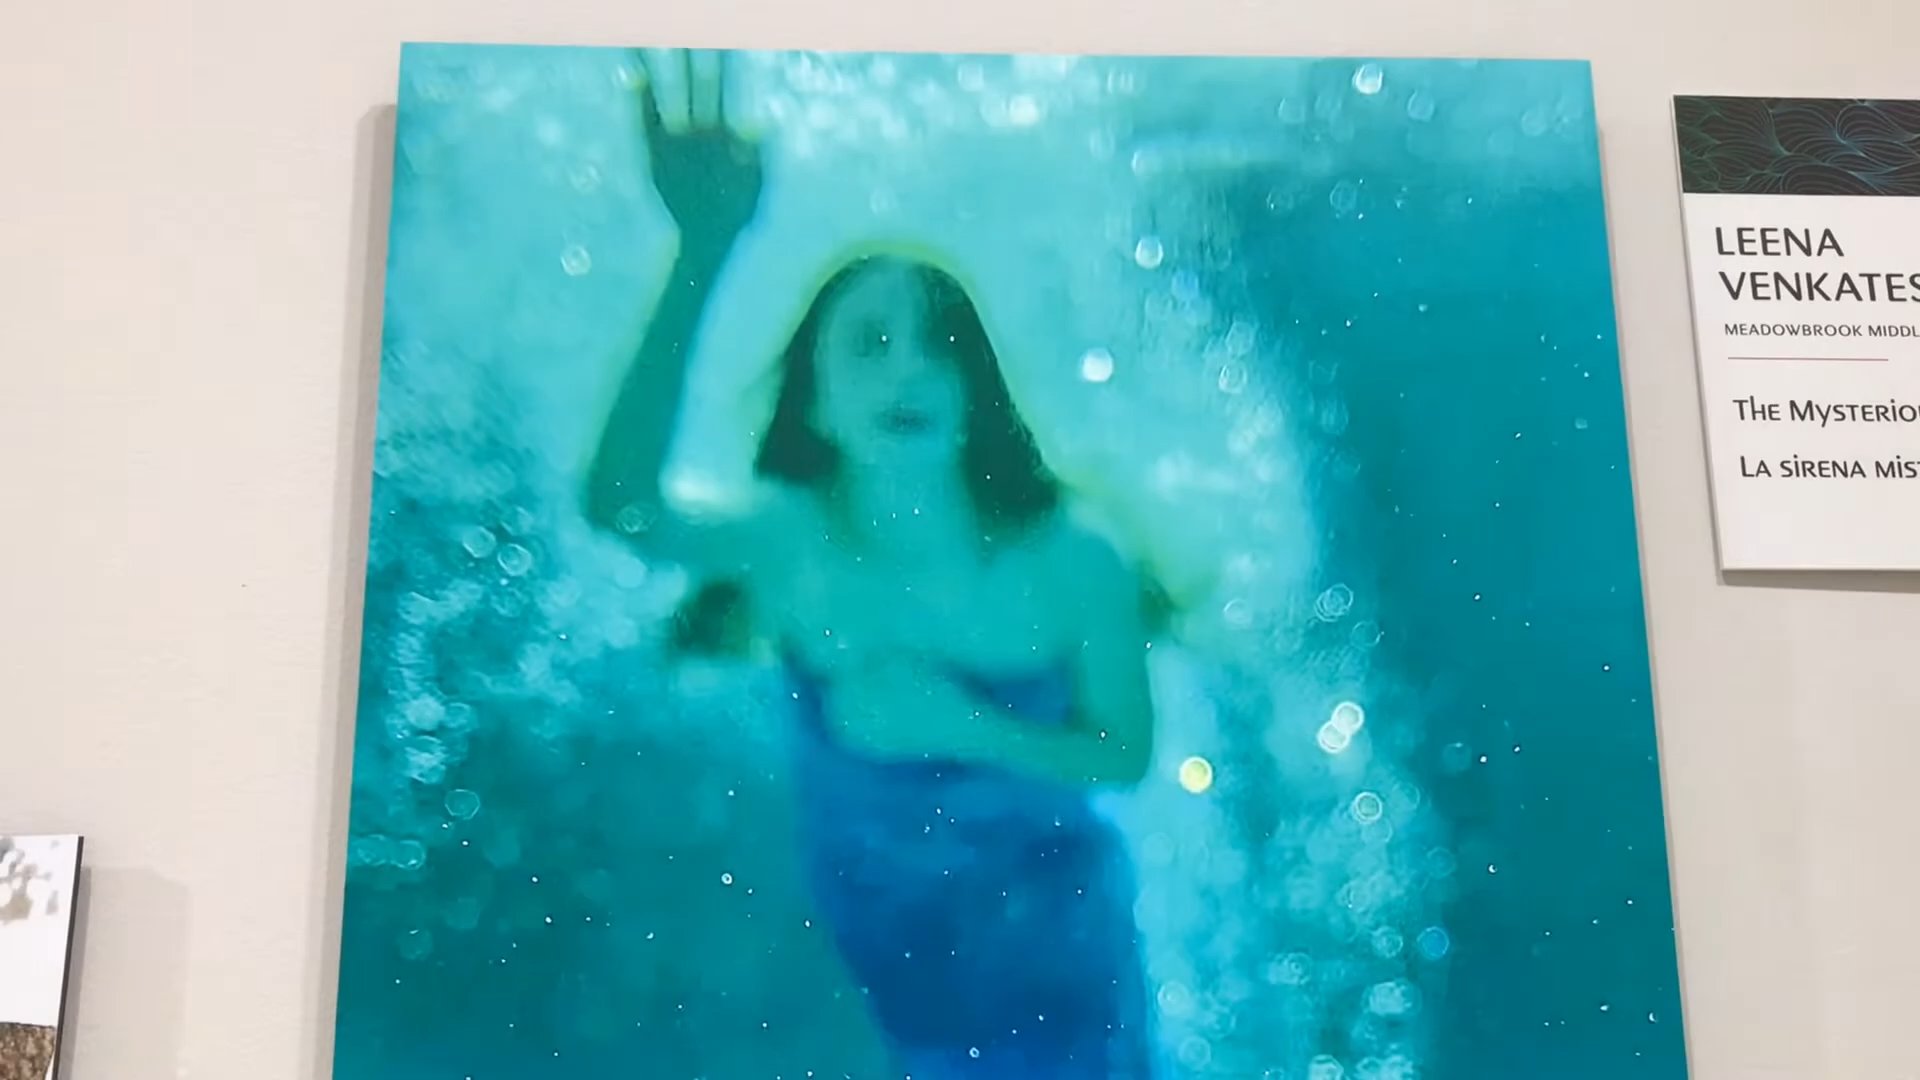 LEENA
VENKATES
MEADOWBROOK MIDDL
The Mysteriou
La sirena mis